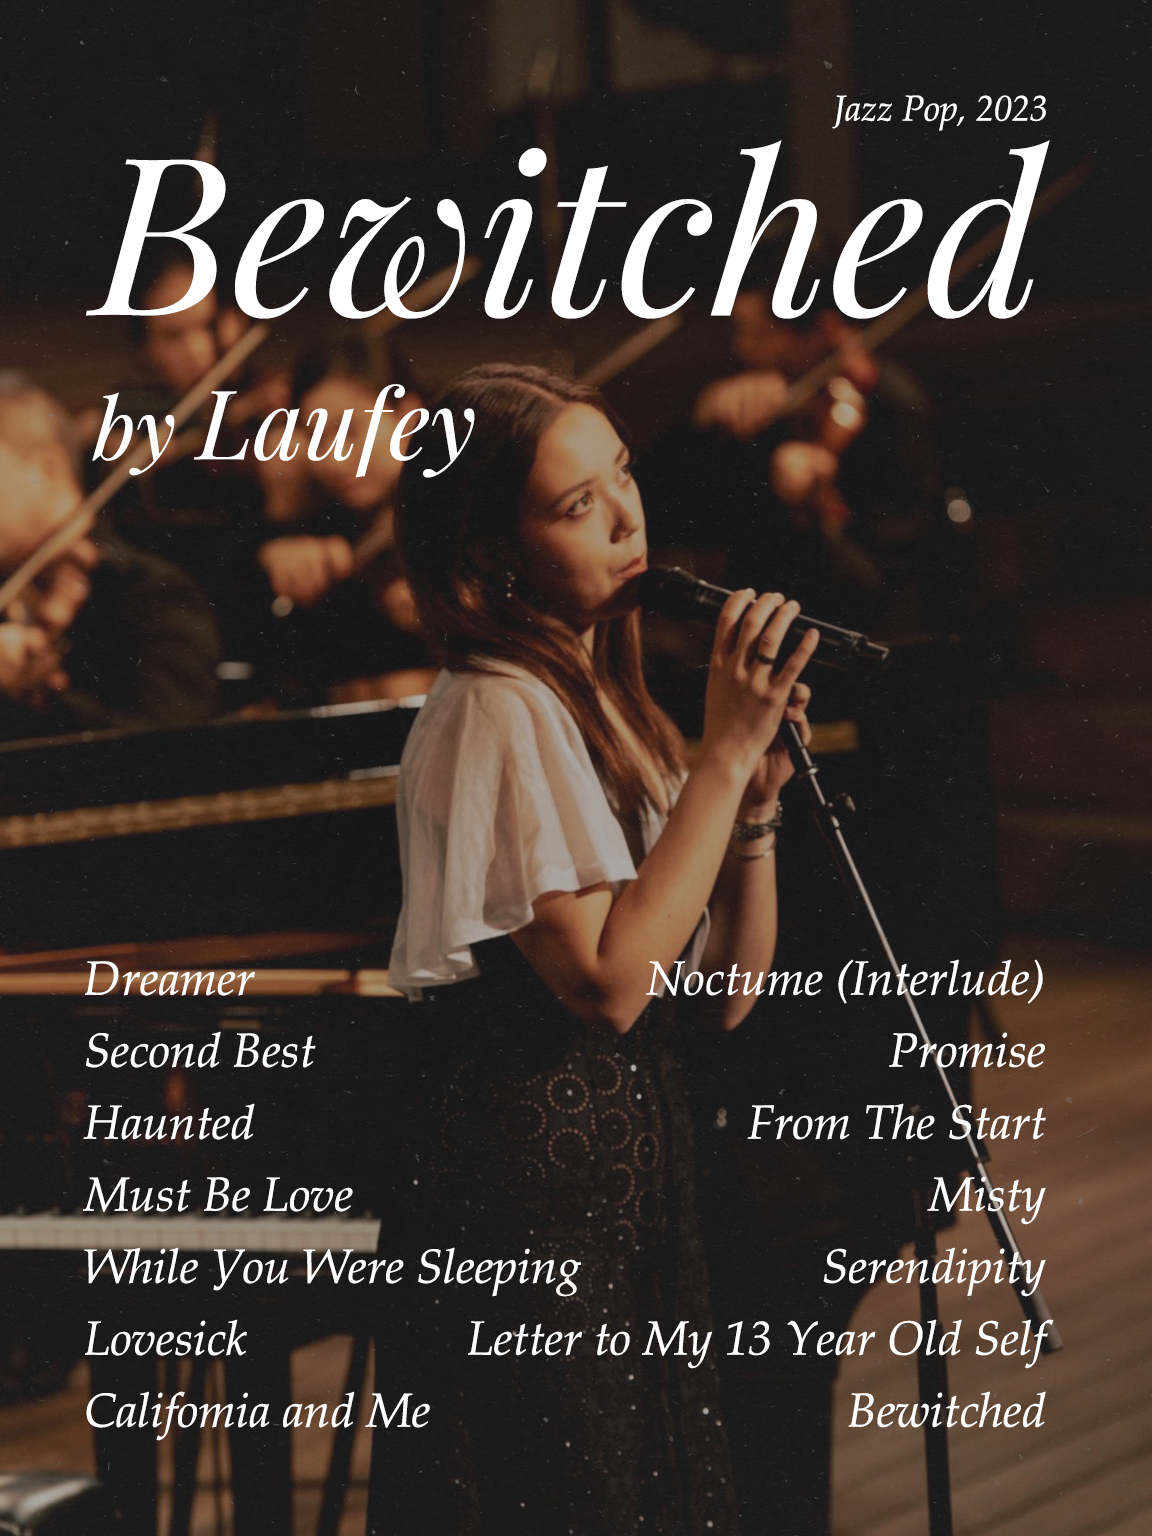 Jazz Pop, 2023
Bewitched
by Laufey
Dreamer
Second Best
Haunted
Must Be Love
While You Were Sleeping
Lovesick
Califomia and Me
Noctume (Interlude)
Promise
From The Start
Misty
Serendipity
Letter to My 13 Year Old Self
Bewitched